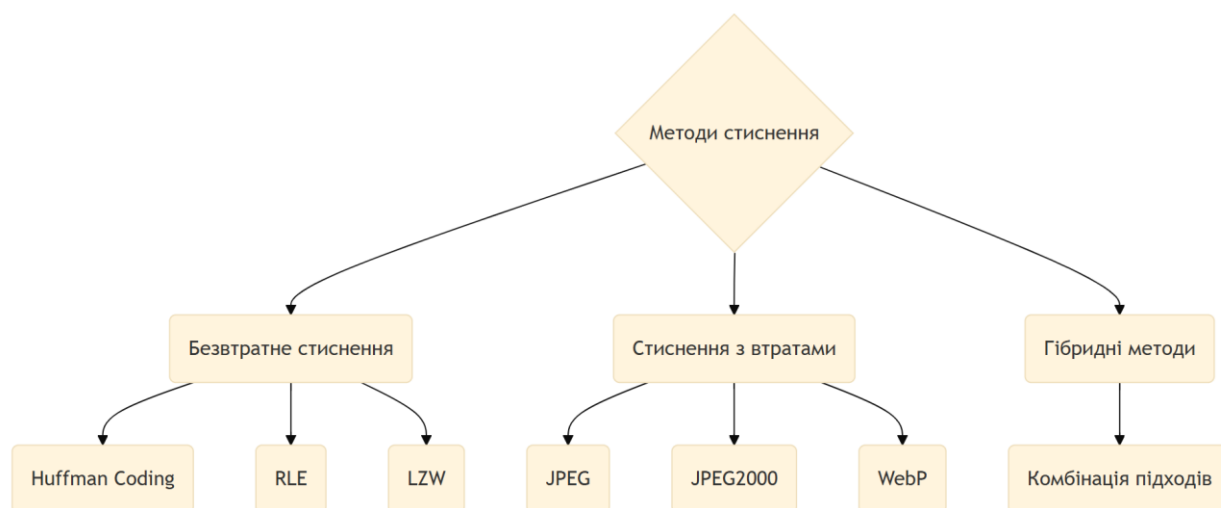 Методи стиснення
Безвтратне стиснення
Стиснення з втратами
Гібридні методи
Huffman Coding
RLE
LZW
JPEG
JPEG2000
WebP
Комбінація підходів